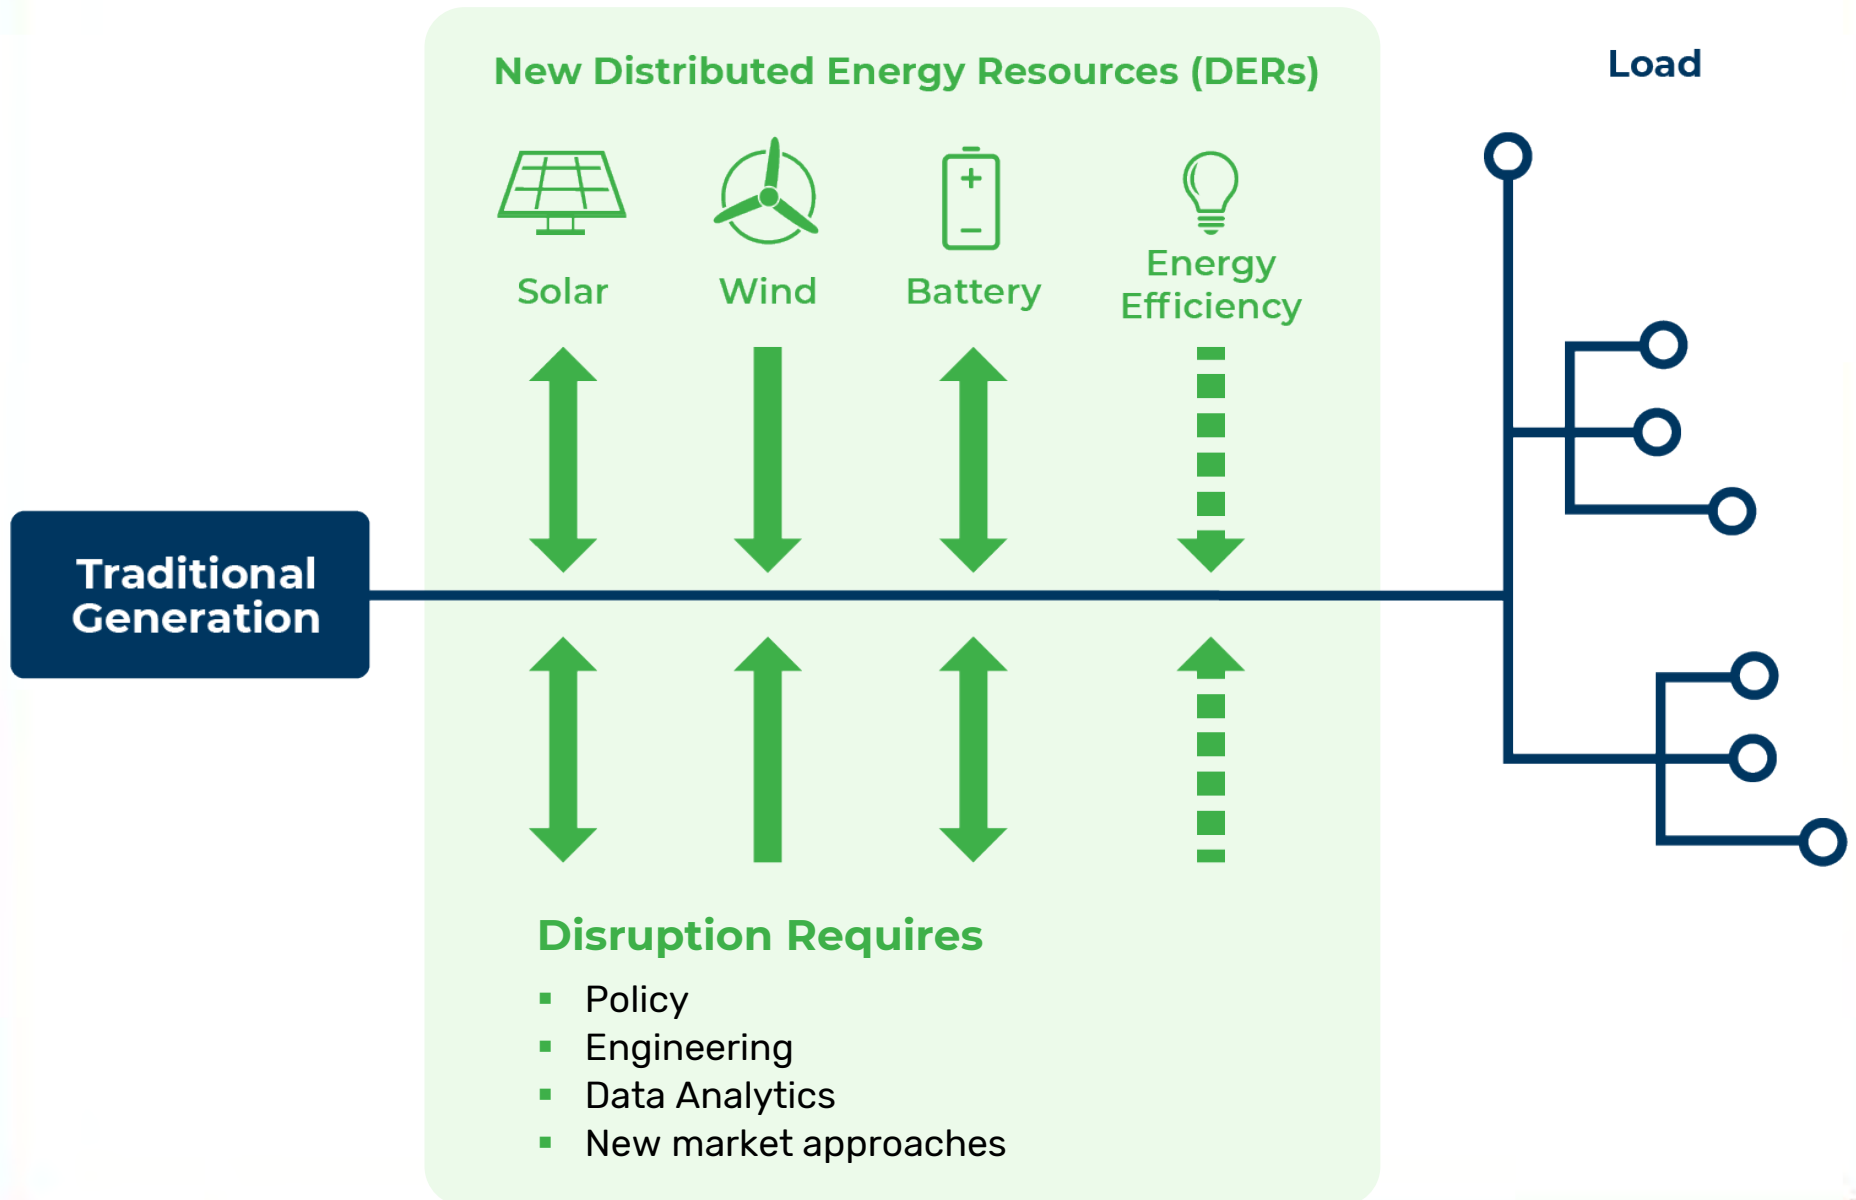 New Distributed Energy Resources (DERs)
Load
Solar
Wind
Battery
Energy
Efficiency
Traditional
Generation
Disruption Requires
▪ Policy
▪ Engineering
▪ Data Analytics
▪ New market approaches